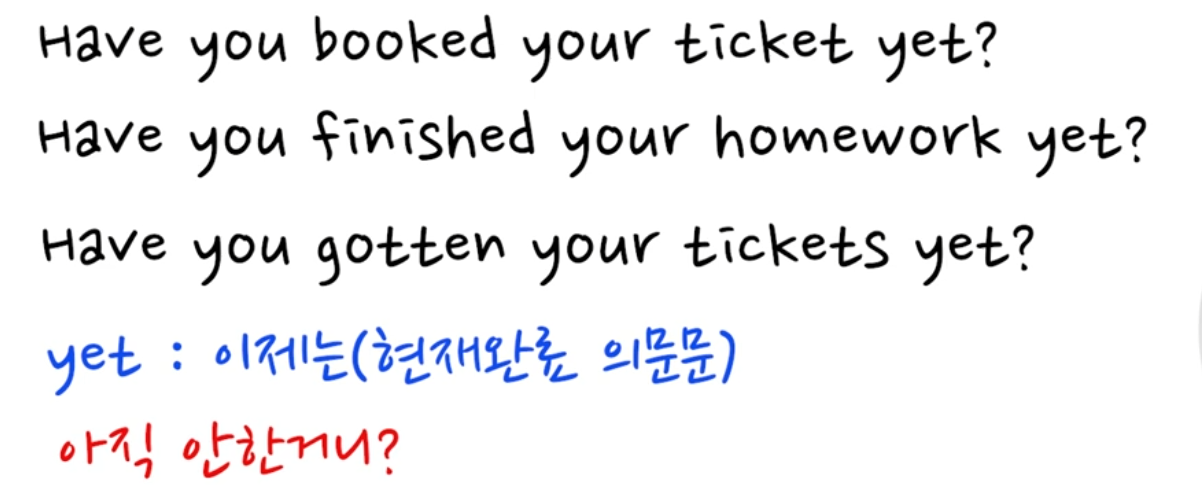 Have you booked your ticket yet?
Have you finished your homework yet?
Have you gotten your tickets yet?
yet : 이제는(현재완료 의문문)
아직 안한거니?